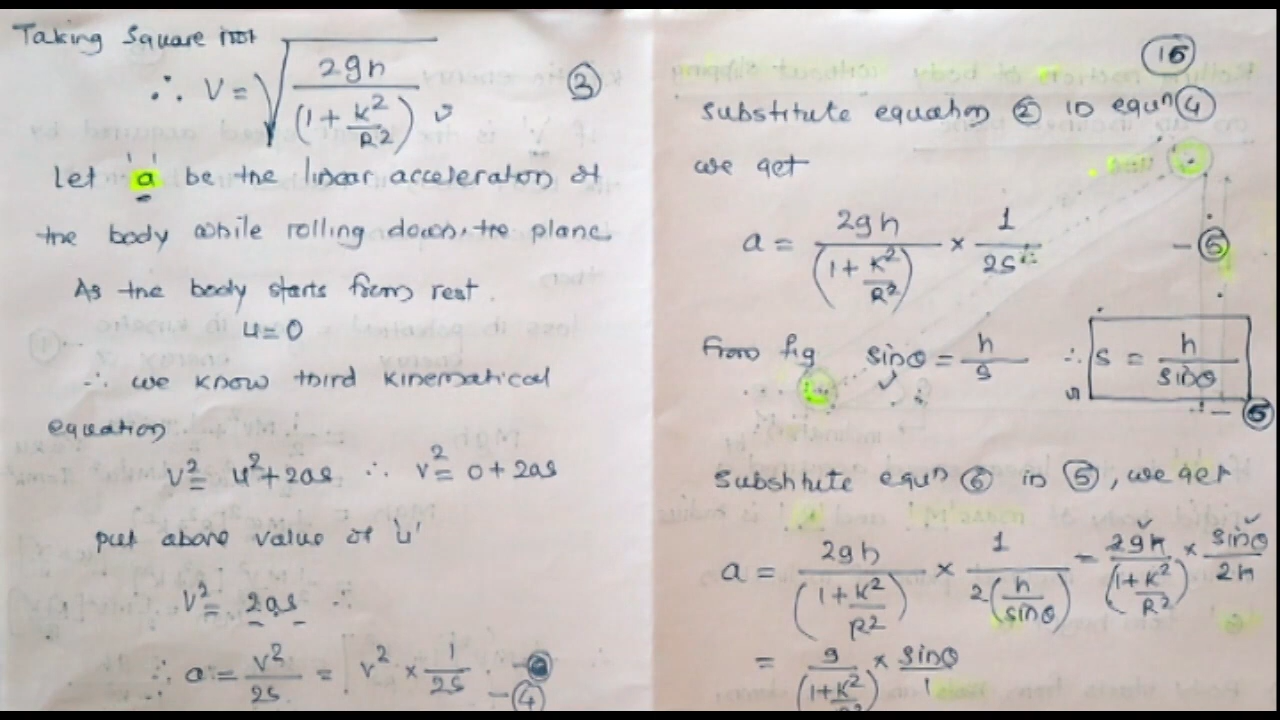 Taking Square root
∴ V = √(2gh / (1 + K²/R²)) ③
Let 'a' be the linear acceleration of
the body while rolling down the plane
As the body starts from rest
u=0
∴ we know third kinematical
equation
V² = u²+2as ∴ V² = 0+2as
put above value of 'u'
V² = 2as
∴ a = V²/2s = V² × 1/2s - ④
16
Substitute equation ② in equn ④
we get
a = 2gh / (1 + K²/R²) × 1/2s - ⑤
From fig sinθ = h/s ∴ s = h/sinθ
Substitute equn ⑥ in ⑤, we get
a = 2gh / (1+K²/R²) × 1 / 2(h/sinθ) = 2gh / (1+K²/R²) × sinθ/2h
= g / (1+K²/R²) × sinθ/1